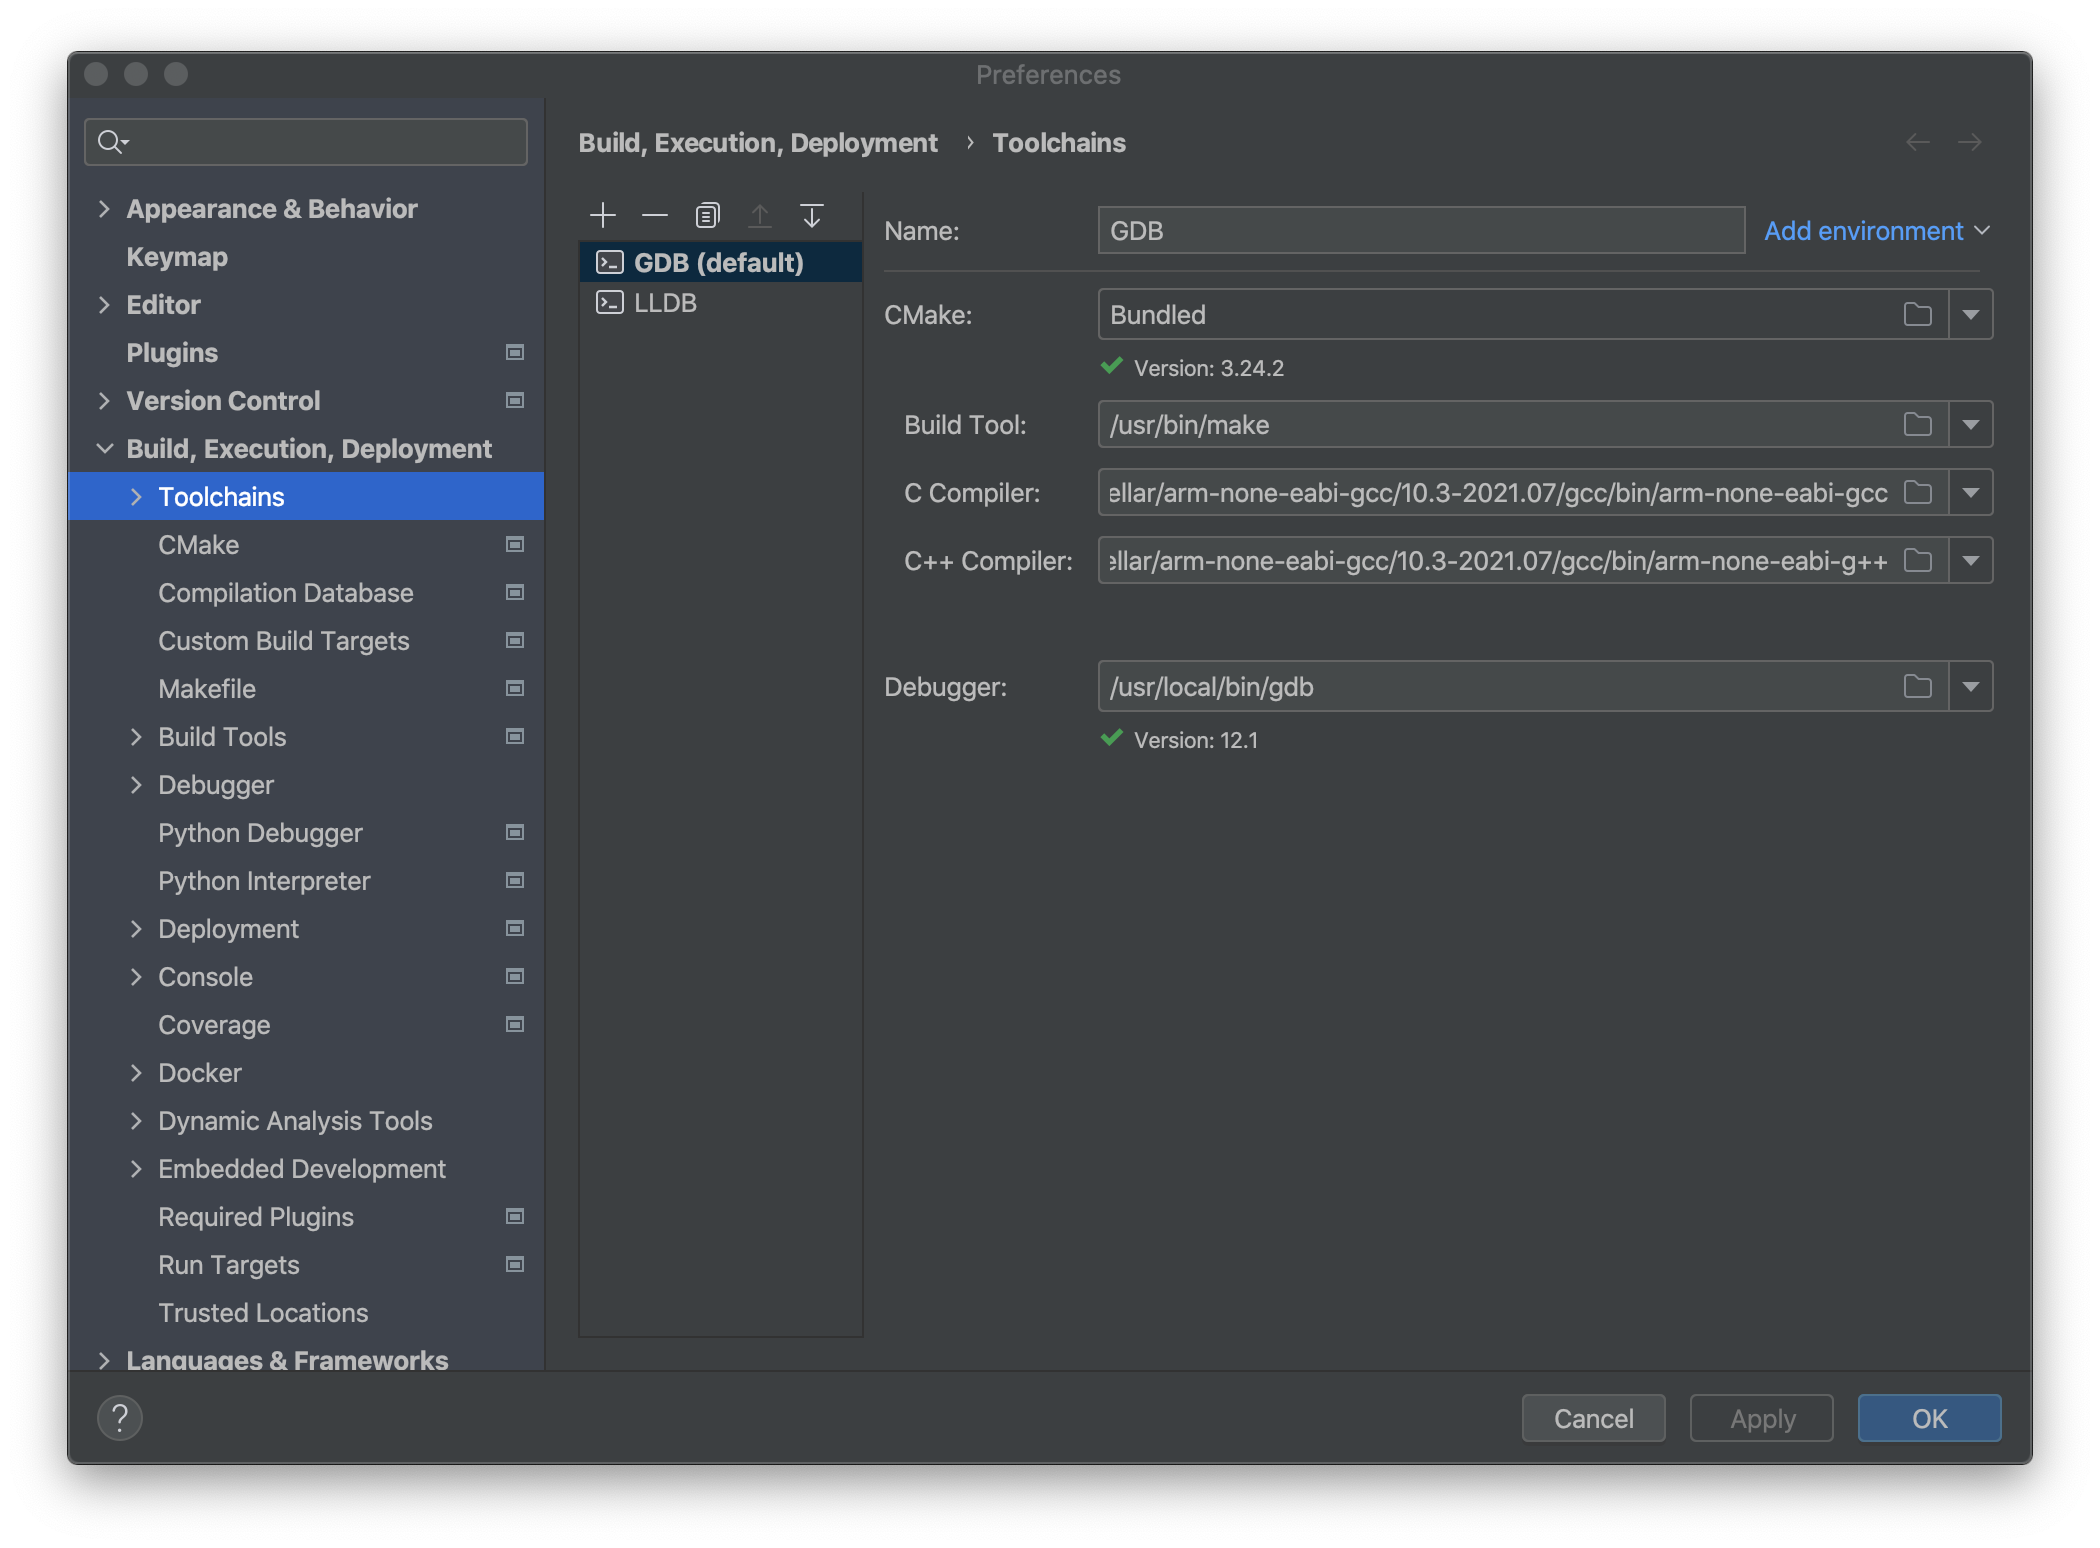 Preferences
Appearance & Behavior
Keymap
Editor
Plugins
Version Control
Build, Execution, Deployment
Toolchains
CMake
Compilation Database
Custom Build Targets
Makefile
Build Tools
Debugger
Python Debugger
Python Interpreter
Deployment
Console
Coverage
Docker
Dynamic Analysis Tools
Embedded Development
Required Plugins
Run Targets
Trusted Locations
Languages & Frameworks
?
Build, Execution, Deployment › Toolchains
GDB (default)
LLDB
Name: GDB Add environment
CMake: Bundled
Version: 3.24.2
Build Tool: /usr/bin/make
C Compiler: ellar/arm-none-eabi-gcc/10.3-2021.07/gcc/bin/arm-none-eabi-gcc
C++ Compiler: ellar/arm-none-eabi-gcc/10.3-2021.07/gcc/bin/arm-none-eabi-g++
Debugger: /usr/local/bin/gdb
Version: 12.1
Cancel Apply OK